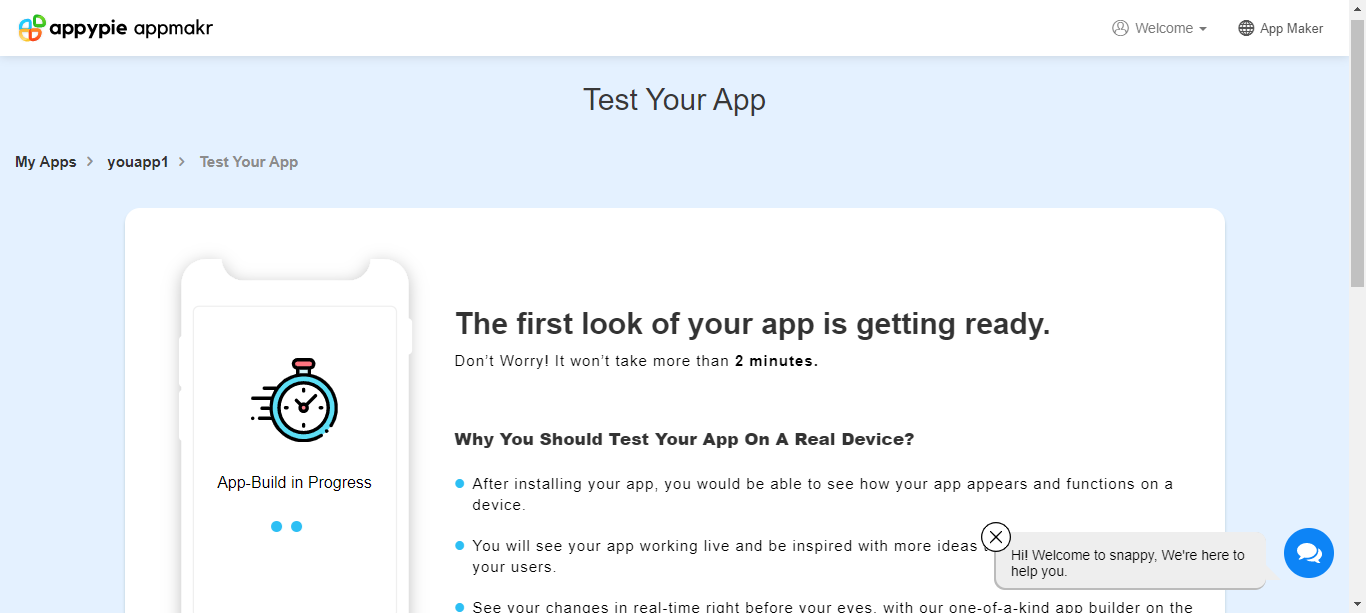 appypie appmakr
Welcome
App Maker
Test Your App
My Apps > youapp1 > Test Your App
App-Build in Progress
The first look of your app is getting ready.
Don't Worry! It won't take more than 2 minutes.
Why You Should Test Your App On A Real Device?
After installing your app, you would be able to see how your app appears and functions on a
device.
You will see your app working live and be inspired with more ideas
your users.
See your changes in real-time right before your eyes, with our one-of-a-kind app builder on the
Hi! Welcome to snappy, We're here to
help you.